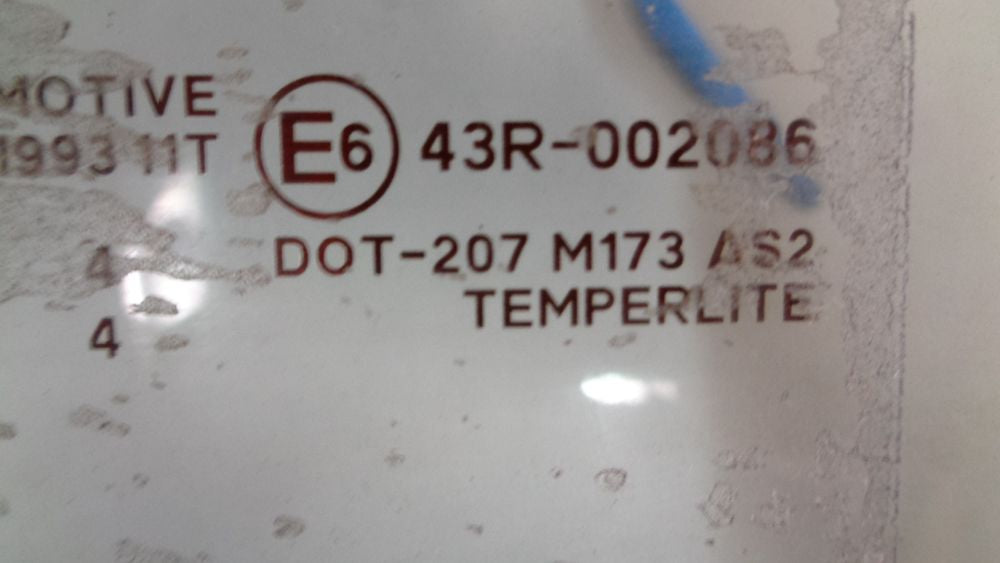 MOTIVE
1993 11T E6 43R-002086
4 DOT-207 M173 AS2
TEMPERLITE
4